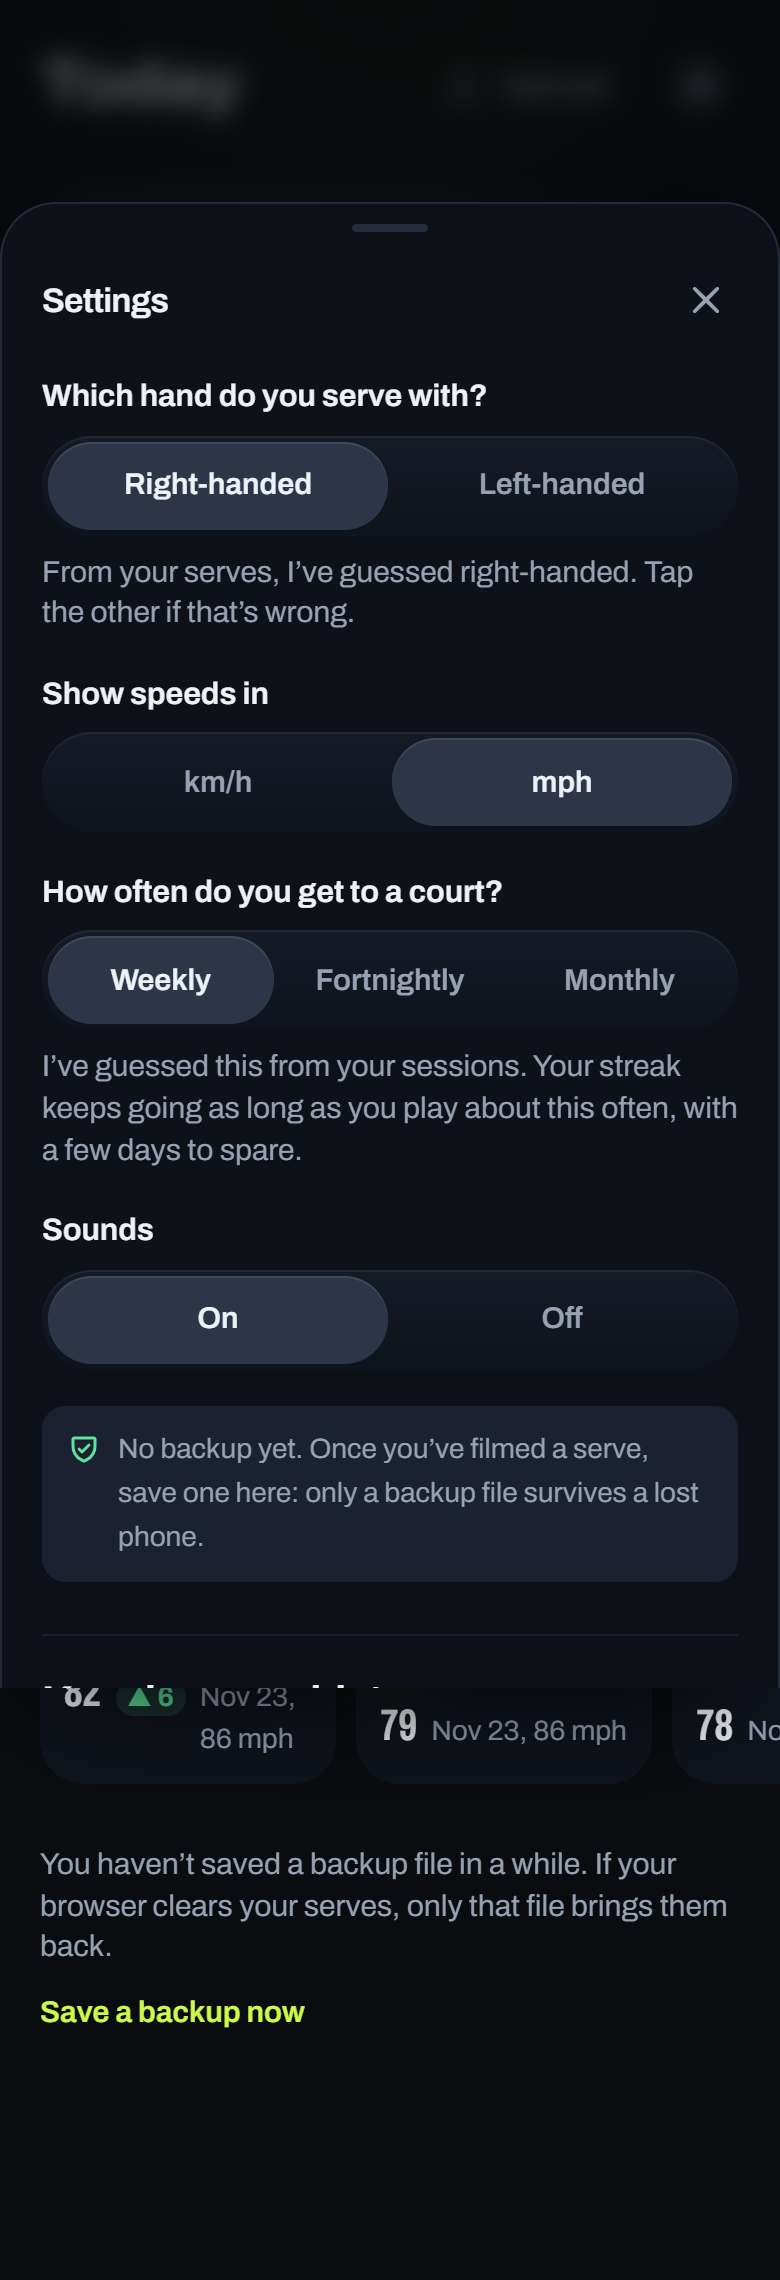 Today
Settings
Which hand do you serve with?
Right-handed
Left-handed
From your serves, I’ve guessed right-handed. Tap
the other if that’s wrong.
Show speeds in
km/h
mph
How often do you get to a court?
Weekly
Fortnightly
Monthly
I’ve guessed this from your sessions. Your streak
keeps going as long as you play about this often, with
a few days to spare.
Sounds
On
Off
No backup yet. Once you’ve filmed a serve,
save one here: only a backup file survives a lost
phone.
82 ▲6 Nov 23,
86 mph
79 Nov 23, 86 mph
78
You haven’t saved a backup file in a while. If your
browser clears your serves, only that file brings them
back.
Save a backup now